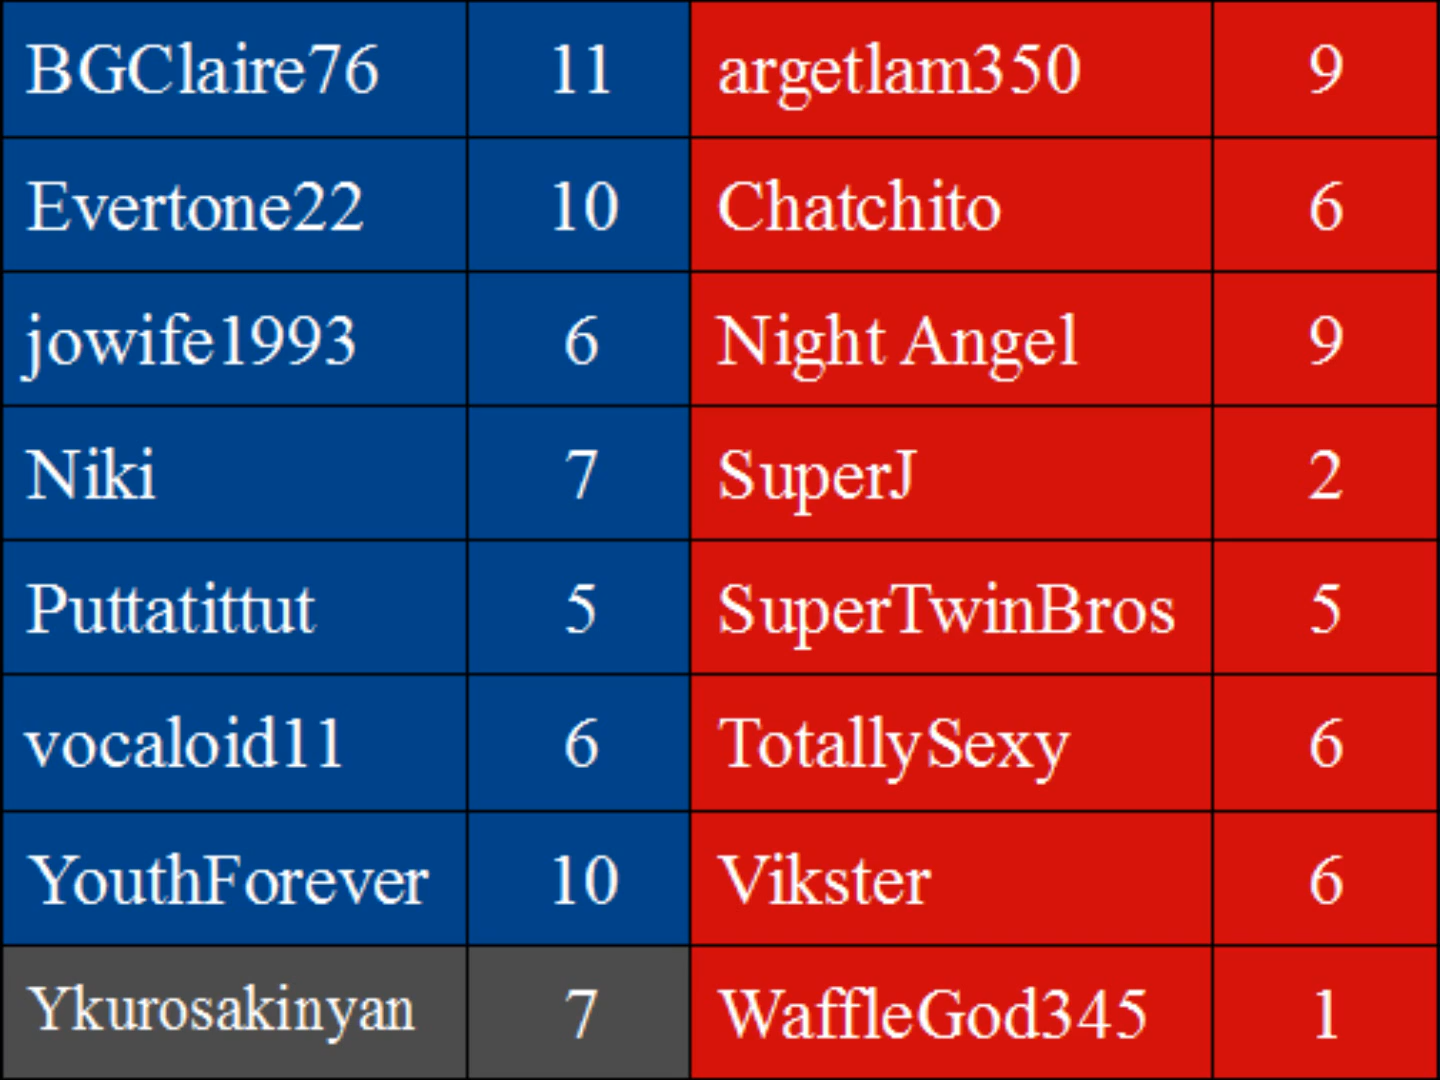 BGClaire76 11 argetlam350 9
Evertone22 10 Chatchito 6
jowife1993 6 Night Angel 9
Niki 7 SuperJ 2
Puttatittut 5 SuperTwinBros 5
vocaloid11 6 TotallySexy 6
YouthForever 10 Vikster 6
Ykurosakinyan 7 WaffleGod345 1